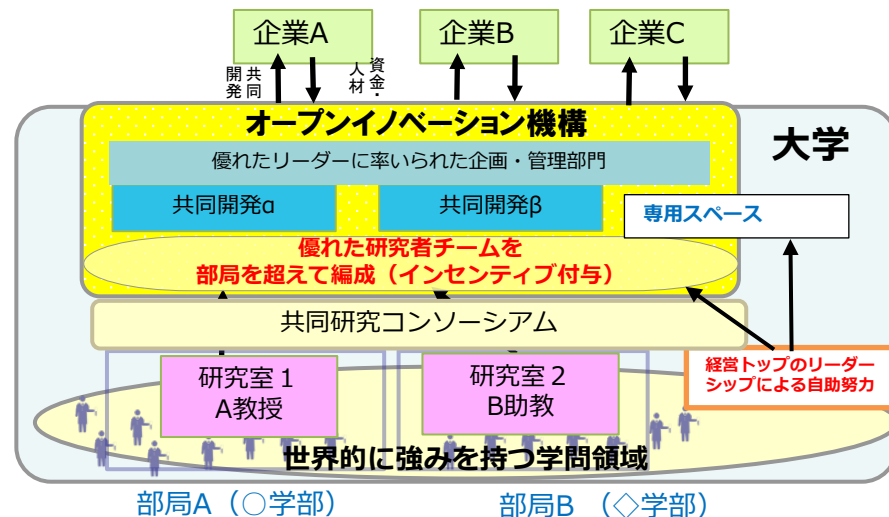 企業A
企業B
企業C
共同
開発
資金・
人材
オープンイノベーション機構
大学
優れたリーダーに率いられた企画・管理部門
共同開発α
共同開発β
専用スペース
優れた研究者チームを
部局を超えて編成（インセンティブ付与）
共同研究コンソーシアム
経営トップのリーダー
シップによる自助努力
研究室１
A教授
研究室２
B助教
世界的に強みを持つ学問領域
部局A（○学部）
部局B （◇学部）